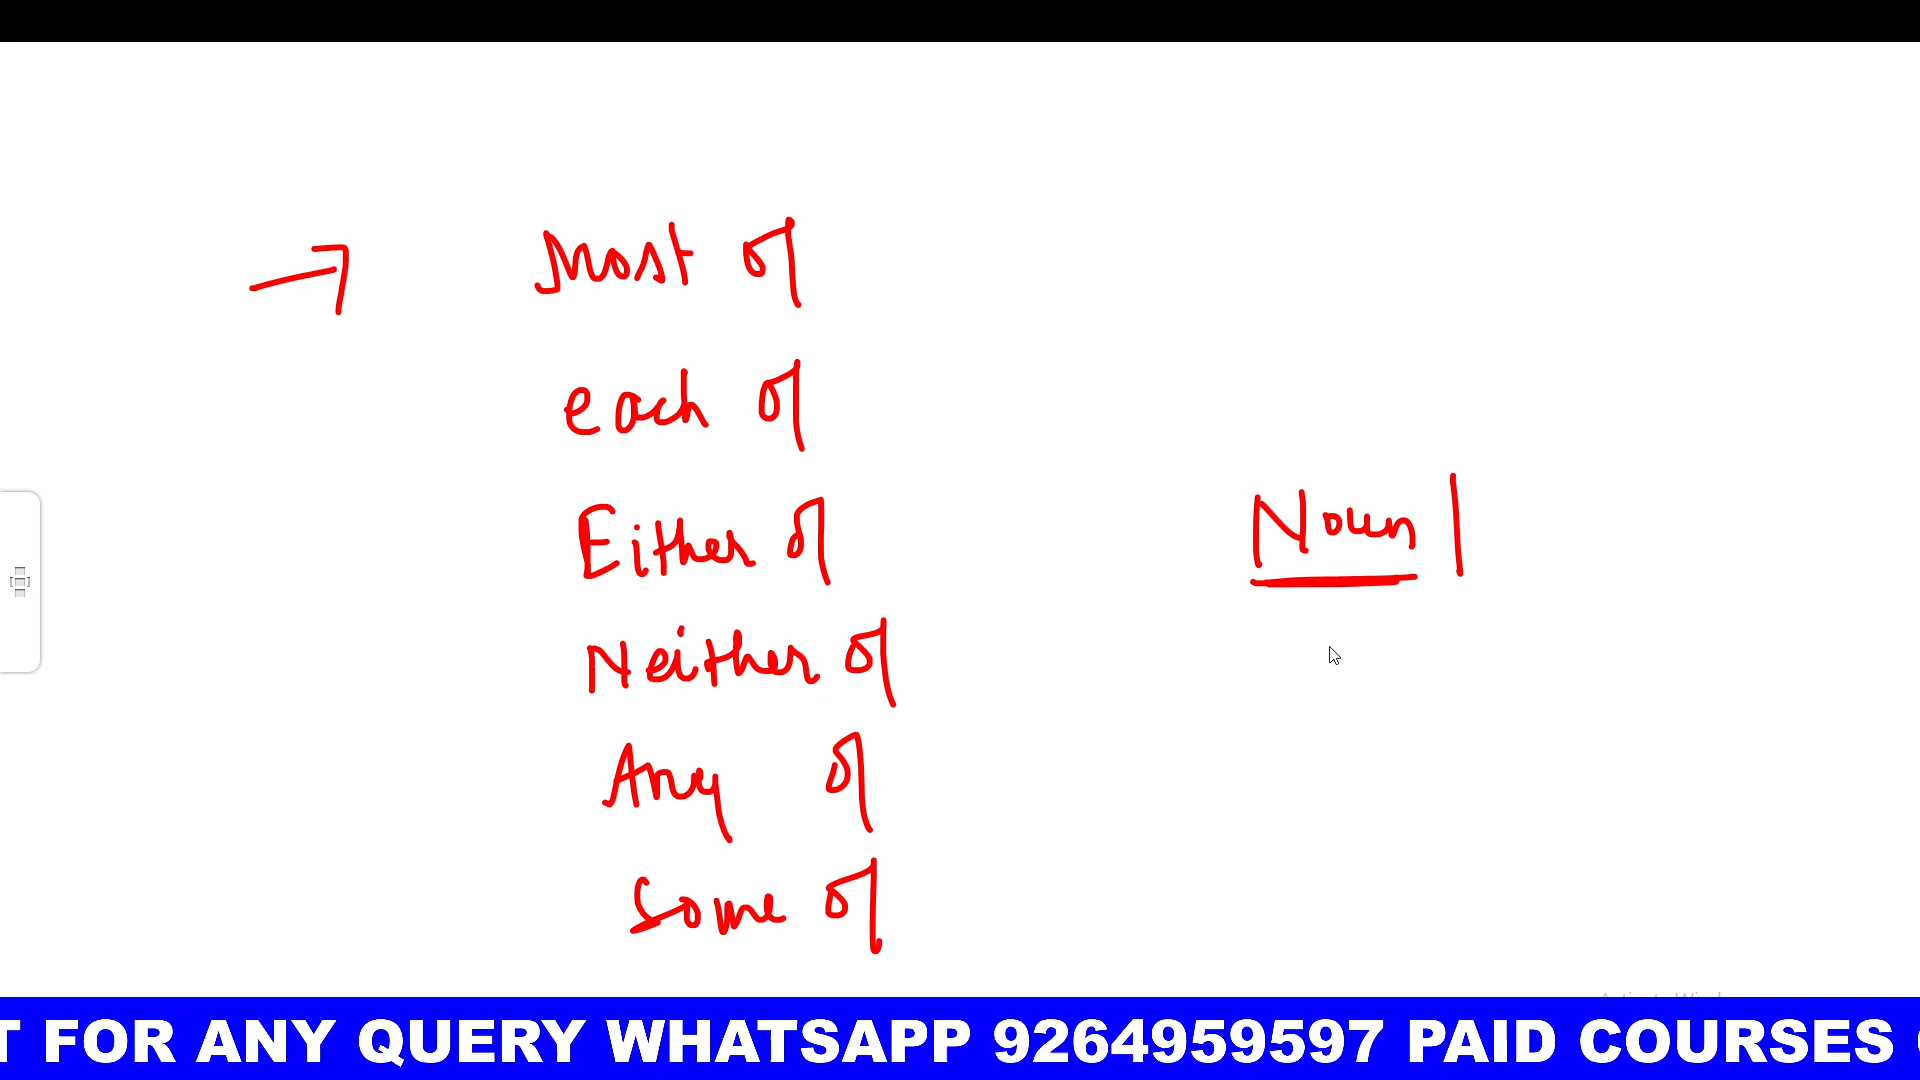 Most of
each of
Either of
Noun
Neither of
Any of
Some of
T FOR ANY QUERY WHATSAPP 9264959597 PAID COURSES